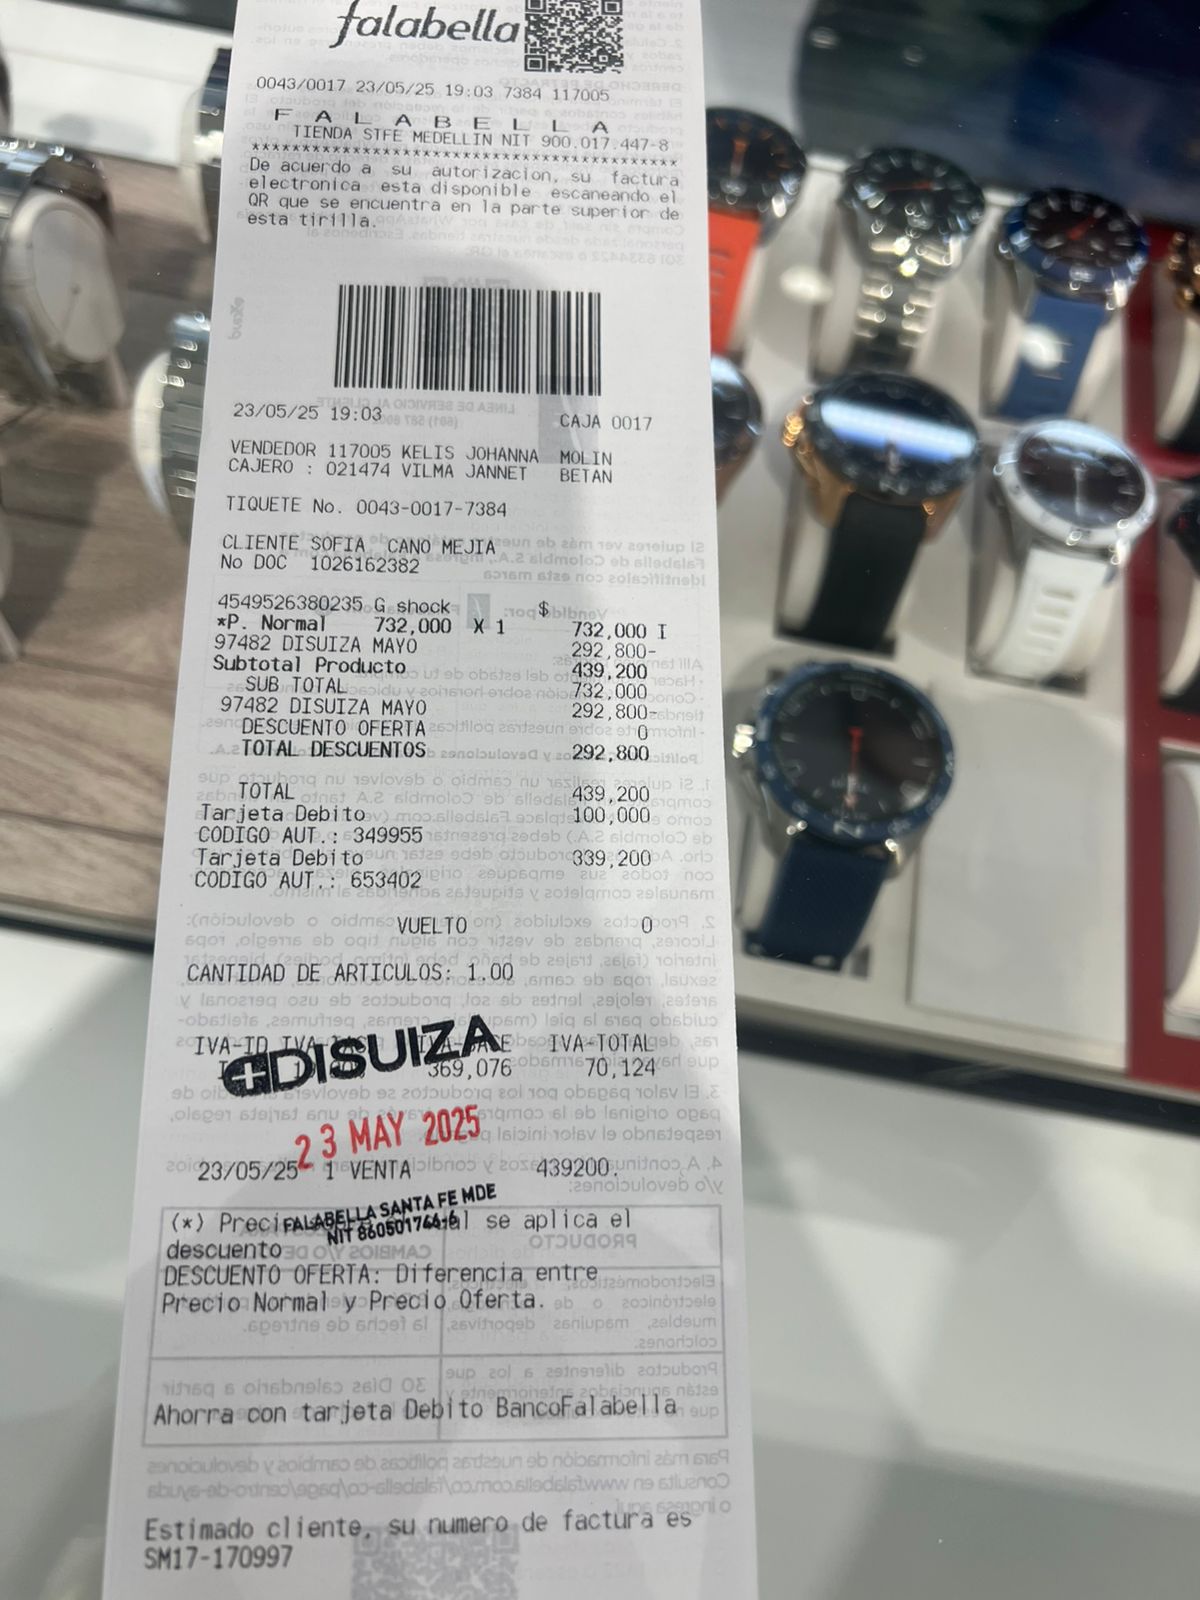 falabella
0043/0017 23/05/25 19:03 7384 117005
F A L A B E L L A
TIENDA STFE MEDELLIN NIT 900.017.447-8
********************************************
De acuerdo a su autorizacion, su factura
electronica esta disponible escaneando el
QR que se encuentra en la parte superior de
esta tirilla.
23/05/25 19:03 CAJA 0017
VENDEDOR 117005 KELIS JOHANNA MOLIN
CAJERO : 021474 VILMA JANNET BETAN
TIQUETE No. 0043-0017-7384
CLIENTE SOFIA CANO MEJIA
No DOC 1026162382
4549526380235 G shock $
*P. Normal 732,000 X 1 732,000 I
97482 DISUIZA MAYO 292,800-
Subtotal Producto 439,200
SUB TOTAL 732,000
97482 DISUIZA MAYO 292,800-
DESCUENTO OFERTA 0
TOTAL DESCUENTOS 292,800
TOTAL 439,200
Tarjeta Debito 100,000
CODIGO AUT.: 349955
Tarjeta Debito 339,200
CODIGO AUT.: 653402
VUELTO 0
CANTIDAD DE ARTICULOS: 1.00
IVA-ID IVA-TOTAL
369,076 70,124
DISUIZA
23 MAY 2025
23/05/25 1 VENTA 439200.
FALABELLA SANTA FE MDE
NIT 860501746-6
(*) se aplica el
descuento
DESCUENTO OFERTA: Diferencia entre
Precio Normal y Precio Oferta.
Ahorra con tarjeta Debito BancoFalabella
Estimado cliente, su numero de factura es
SM17-170997